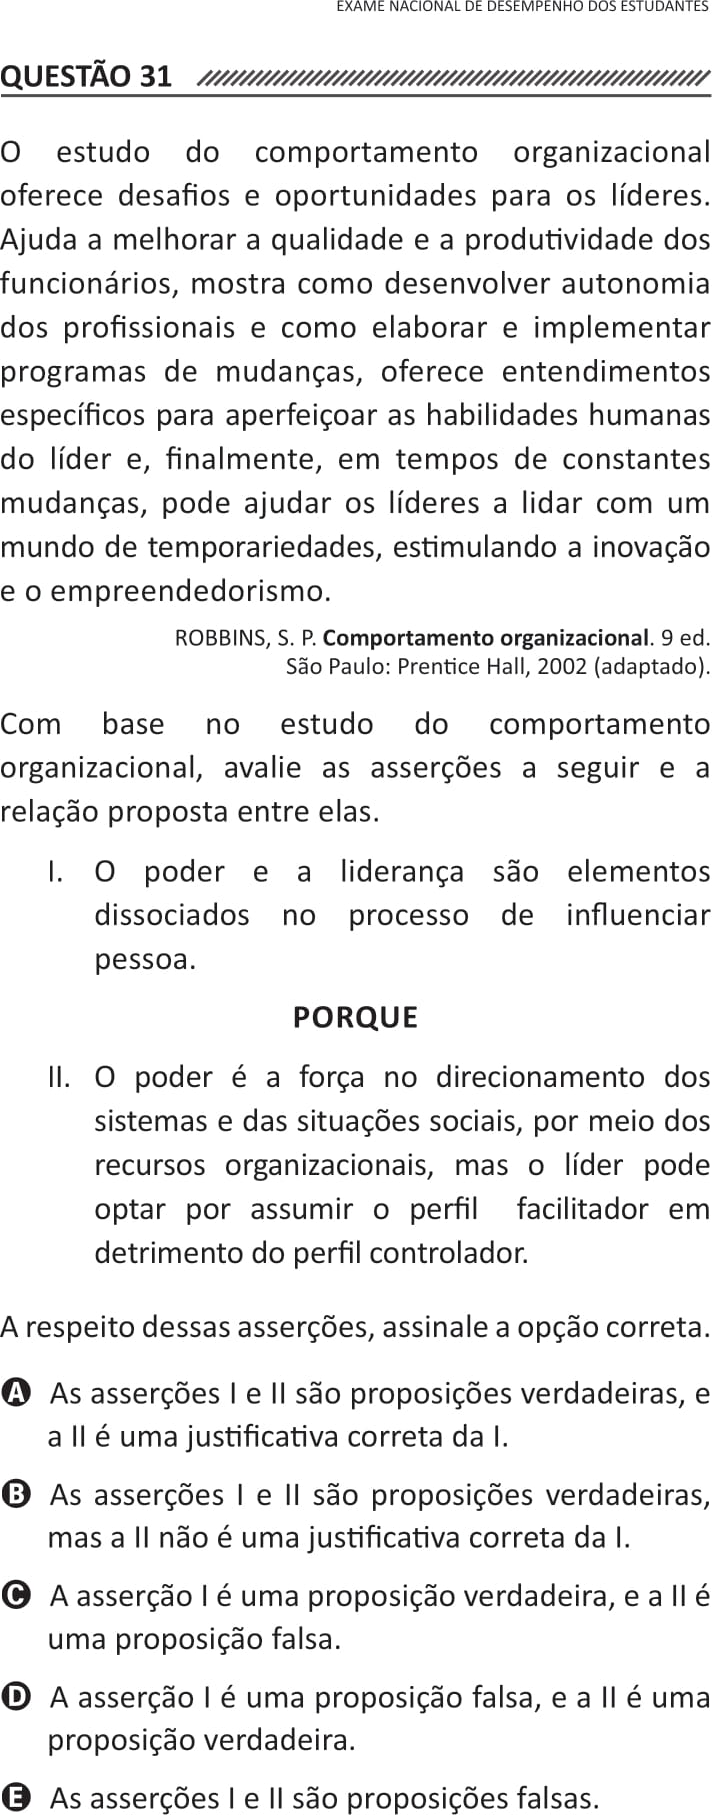 EXAME NACIONAL DE DESEMPENHO DOS ESTUDANTES
QUESTÃO 31
O estudo do comportamento organizacional
oferece desafios e oportunidades para os líderes.
Ajuda a melhorar a qualidade e a produtividade dos
funcionários, mostra como desenvolver autonomia
dos profissionais e como elaborar e implementar
programas de mudanças, oferece entendimentos
específicos para aperfeiçoar as habilidades humanas
do líder e, finalmente, em tempos de constantes
mudanças, pode ajudar os líderes a lidar com um
mundo de temporariedades, estimulando a inovação
e o empreendedorismo.
ROBBINS, S. P. Comportamento organizacional. 9 ed.
São Paulo: Prentice Hall, 2002 (adaptado).
Com base no estudo do comportamento
organizacional, avalie as asserções a seguir e a
relação proposta entre elas.
I. O poder e a liderança são elementos
dissociados no processo de influenciar
pessoa.
PORQUE
II. O poder é a força no direcionamento dos
sistemas e das situações sociais, por meio dos
recursos organizacionais, mas o líder pode
optar por assumir o perfil facilitador em
detrimento do perfil controlador.
A respeito dessas asserções, assinale a opção correta.
A As asserções I e II são proposições verdadeiras, e
a II é uma justificativa correta da I.
B As asserções I e II são proposições verdadeiras,
mas a II não é uma justificativa correta da I.
C A asserção I é uma proposição verdadeira, e a II é
uma proposição falsa.
D A asserção I é uma proposição falsa, e a II é uma
proposição verdadeira.
E As asserções I e II são proposições falsas.